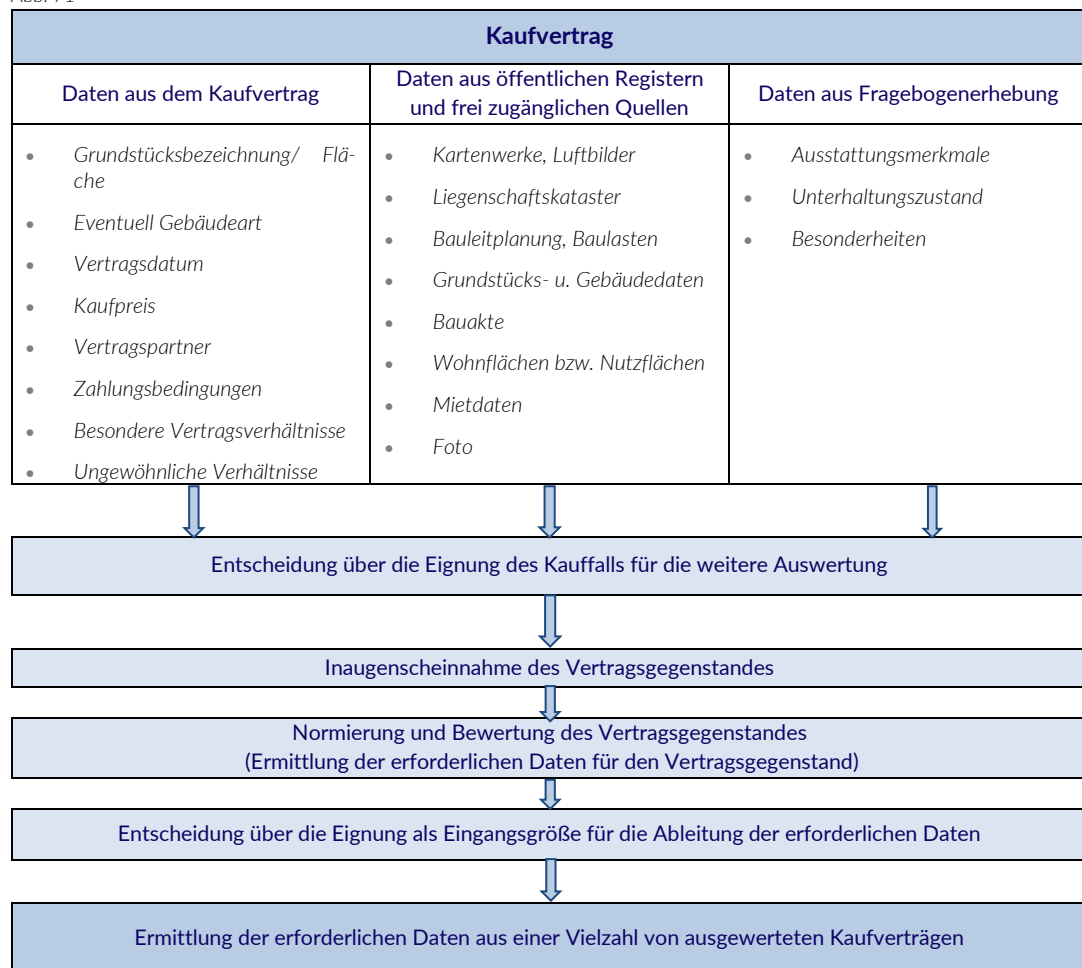 Kaufvertrag
Daten aus dem Kaufvertrag
Daten aus öffentlichen Registern
und frei zugänglichen Quellen
Daten aus Fragebogenerhebung
• Grundstücksbezeichnung/ Flä-
che
• Eventuell Gebäudeart
• Vertragsdatum
• Kaufpreis
• Vertragspartner
• Zahlungsbedingungen
• Besondere Vertragsverhältnisse
• Ungewöhnliche Verhältnisse
• Kartenwerke, Luftbilder
• Liegenschaftskataster
• Bauleitplanung, Baulasten
• Grundstücks- u. Gebäudedaten
• Bauakte
• Wohnflächen bzw. Nutzflächen
• Mietdaten
• Foto
• Ausstattungsmerkmale
• Unterhaltungszustand
• Besonderheiten
Entscheidung über die Eignung des Kauffalls für die weitere Auswertung
Inaugenscheinnahme des Vertragsgegenstandes
Normierung und Bewertung des Vertragsgegenstandes
(Ermittlung der erforderlichen Daten für den Vertragsgegenstand)
Entscheidung über die Eignung als Eingangsgröße für die Ableitung der erforderlichen Daten
Ermittlung der erforderlichen Daten aus einer Vielzahl von ausgewerteten Kaufverträgen